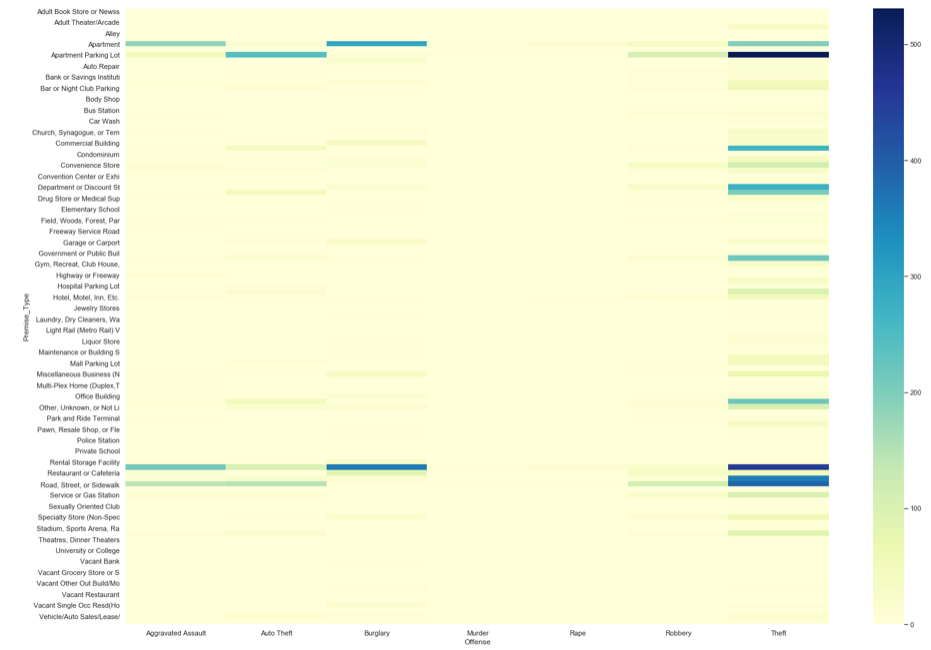 Adult Book Store or Newss
Adult Theater/Arcade
Alley
Apartment
Apartment Parking Lot
Auto Repair
Bank or Savings Instituti
Bar or Night Club Parking
Body Shop
Bus Station
Car Wash
Church, Synagogue, or Tem
Commercial Building
Condominium
Convenience Store
Convention Center or Exhi
Department or Discount St
Drug Store or Medical Sup
Elementary School
Field, Woods, Forest, Par
Freeway Service Road
Garage or Carport
Government or Public Buil
Gym, Recreat, Club House,
Highway or Freeway
Hospital Parking Lot
Hotel, Motel, Inn, Etc.
Jewelry Stores
Laundry, Dry Cleaners, Wa
Light Rail (Metro Rail) V
Liquor Store
Maintenance or Building S
Mall Parking Lot
Miscellaneous Business (N
Multi-Plex Home (Duplex,T
Office Building
Other, Unknown, or Not Li
Park and Ride Terminal
Pawn, Resale Shop, or Fle
Police Station
Private School
Rental Storage Facility
Restaurant or Cafeteria
Road, Street, or Sidewalk
Service or Gas Station
Sexually Oriented Club
Specialty Store (Non-Spec
Stadium, Sports Arena, Ra
Theatres, Dinner Theaters
University or College
Vacant Bank
Vacant Grocery Store or S
Vacant Other Out Build/Mo
Vacant Restaurant
Vacant Single Occ Resd(Ho
Vehicle/Auto Sales/Lease/
Premise_Type
Aggravated Assault Auto Theft Burglary Murder Rape Robbery Theft
Offense
500
400
300
200
100
0